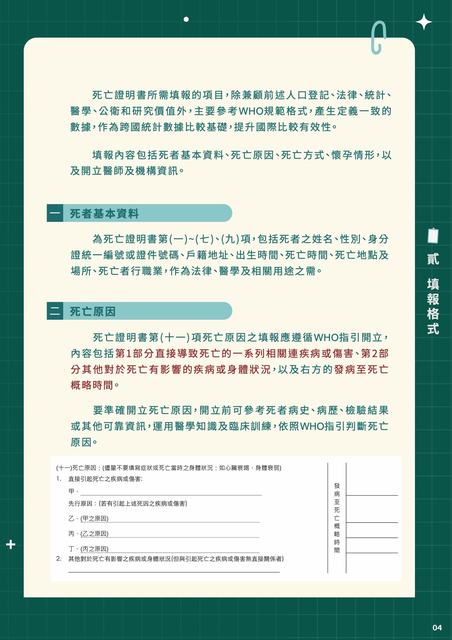 死亡證明書所需填報的項目，除兼顧前述人口登記、法律、統計、
醫學、公衛和研究價值外，主要參考WHO規範格式，產生定義一致的
數據，作為跨國統計數據比較基礎，提升國際比較有效性。
填報內容包括死者基本資料、死亡原因、死亡方式、懷孕情形，以
及開立醫師及機構資訊。
一 死者基本資料
為死亡證明書第(一)~(七)、(九)項，包括死者之姓名、性別、身分
證統一編號或證件號碼、戶籍地址、出生時間、死亡時間、死亡地點及
場所、死亡者行職業，作為法律、醫學及相關用途之需。
二 死亡原因
死亡證明書第(十一)項死亡原因之填報應遵循WHO指引開立，
內容包括第1部分直接導致死亡的一系列相關連疾病或傷害、第2部
分其他對於死亡有影響的疾病或身體狀況，以及右方的發病至死亡
概略時間。
要準確開立死亡原因，開立前可參考死者病史、病歷、檢驗結果
或其他可靠資訊，運用醫學知識及臨床訓練，依照WHO指引判斷死亡
原因。
(十一)死亡原因：(儘量不要填寫症狀或死亡當時之身體狀況；如心臟衰竭、身體衰弱)
1. 直接引起死亡之疾病或傷害:
甲、
先行原因：(若有引起上述死因之疾病或傷害)
乙、(甲之原因)
丙、(乙之原因)
丁、(丙之原因)
2. 其他對於死亡有影響之疾病或身體狀況(但與引起死亡之疾病或傷害無直接關係者)
發病至死亡概略時間
貳 填報格式
04